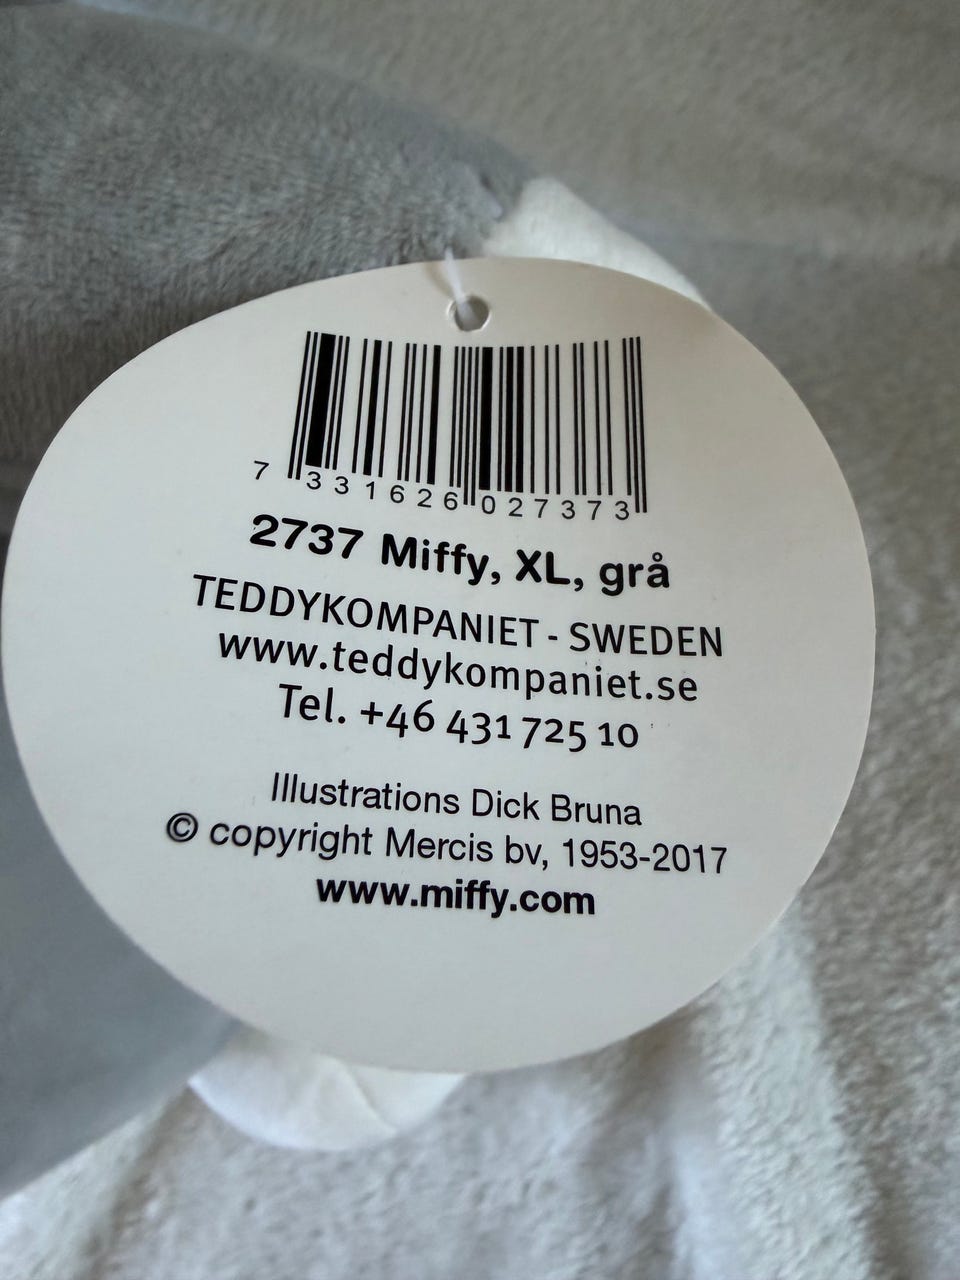 7 331626 027373
2737 Miffy, XL, grå
TEDDYKOMPANIET - SWEDEN
www.teddykompaniet.se
Tel. +46 431 725 10
Illustrations Dick Bruna
© copyright Mercis bv, 1953-2017
www.miffy.com